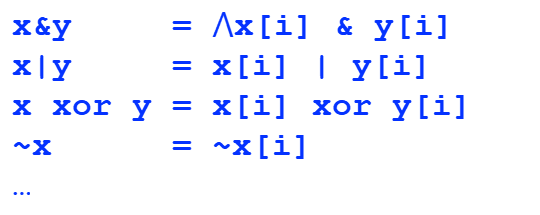 x&y = ⋀x[i] & y[i]
x|y = x[i] | y[i]
x xor y = x[i] xor y[i]
~x = ~x[i]
…